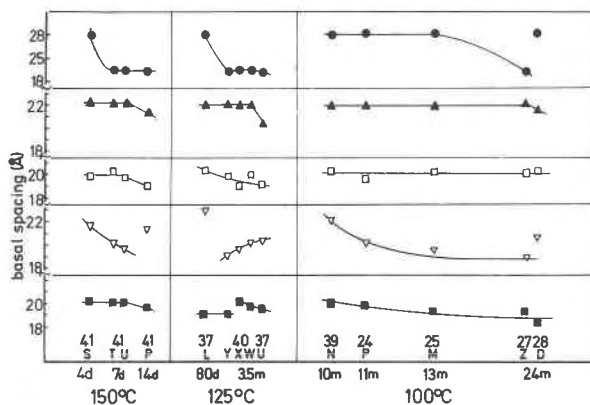 basal spacing (Å)
28
25
18
22
20
18
22
18
20
18
41 41 41 37 40 37 39 24 25 27 28
S T U P L Y X W U N P M Z D
4d 7d 14d 80d 3.5m 10m 11m 13m 24m
150°C 125°C 100°C